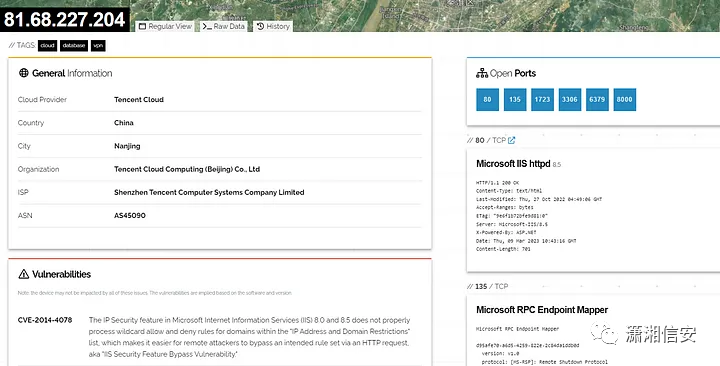 81.68.227.204
Regular View
Raw Data
History
// TAGS:
cloud
database
vpn
General Information
Cloud Provider
Tencent Cloud
Country
China
City
Nanjing
Organization
Tencent Cloud Computing (Beijing) Co., Ltd
ISP
Shenzhen Tencent Computer Systems Company Limited
ASN
AS45090
Vulnerabilities
Note: the device may not be impacted by all of these issues. The vulnerabilities are implied based on the software and version.
CVE-2014-4078
The IP Security feature in Microsoft Internet Information Services (IIS) 8.0 and 8.5 does not properly
process wildcard allow and deny rules for domains within the "IP Address and Domain Restrictions"
list, which makes it easier for remote attackers to bypass an intended rule set via an HTTP request,
aka "IIS Security Feature Bypass Vulnerability."
Open Ports
80
135
1723
3306
6379
8000
// 80 / TCP
Microsoft IIS httpd 8.5
HTTP/1.1 200 OK
Content-Type: text/html
Last-Modified: Thu, 27 Oct 2022 04:49:06 GMT
Accept-Ranges: bytes
Server: Microsoft-IIS/8.5
X-Powered-By: ASP.NET
Date: Thu, 09 Mar 2023 10:43:16 GMT
Content-Length: 701
// 135 / TCP
Microsoft RPC Endpoint Mapper
Microsoft RPC Endpoint Mapper
version: v1.0
protocol: [MS-RSP]: Remote Shutdown Protocol
潇湘信安